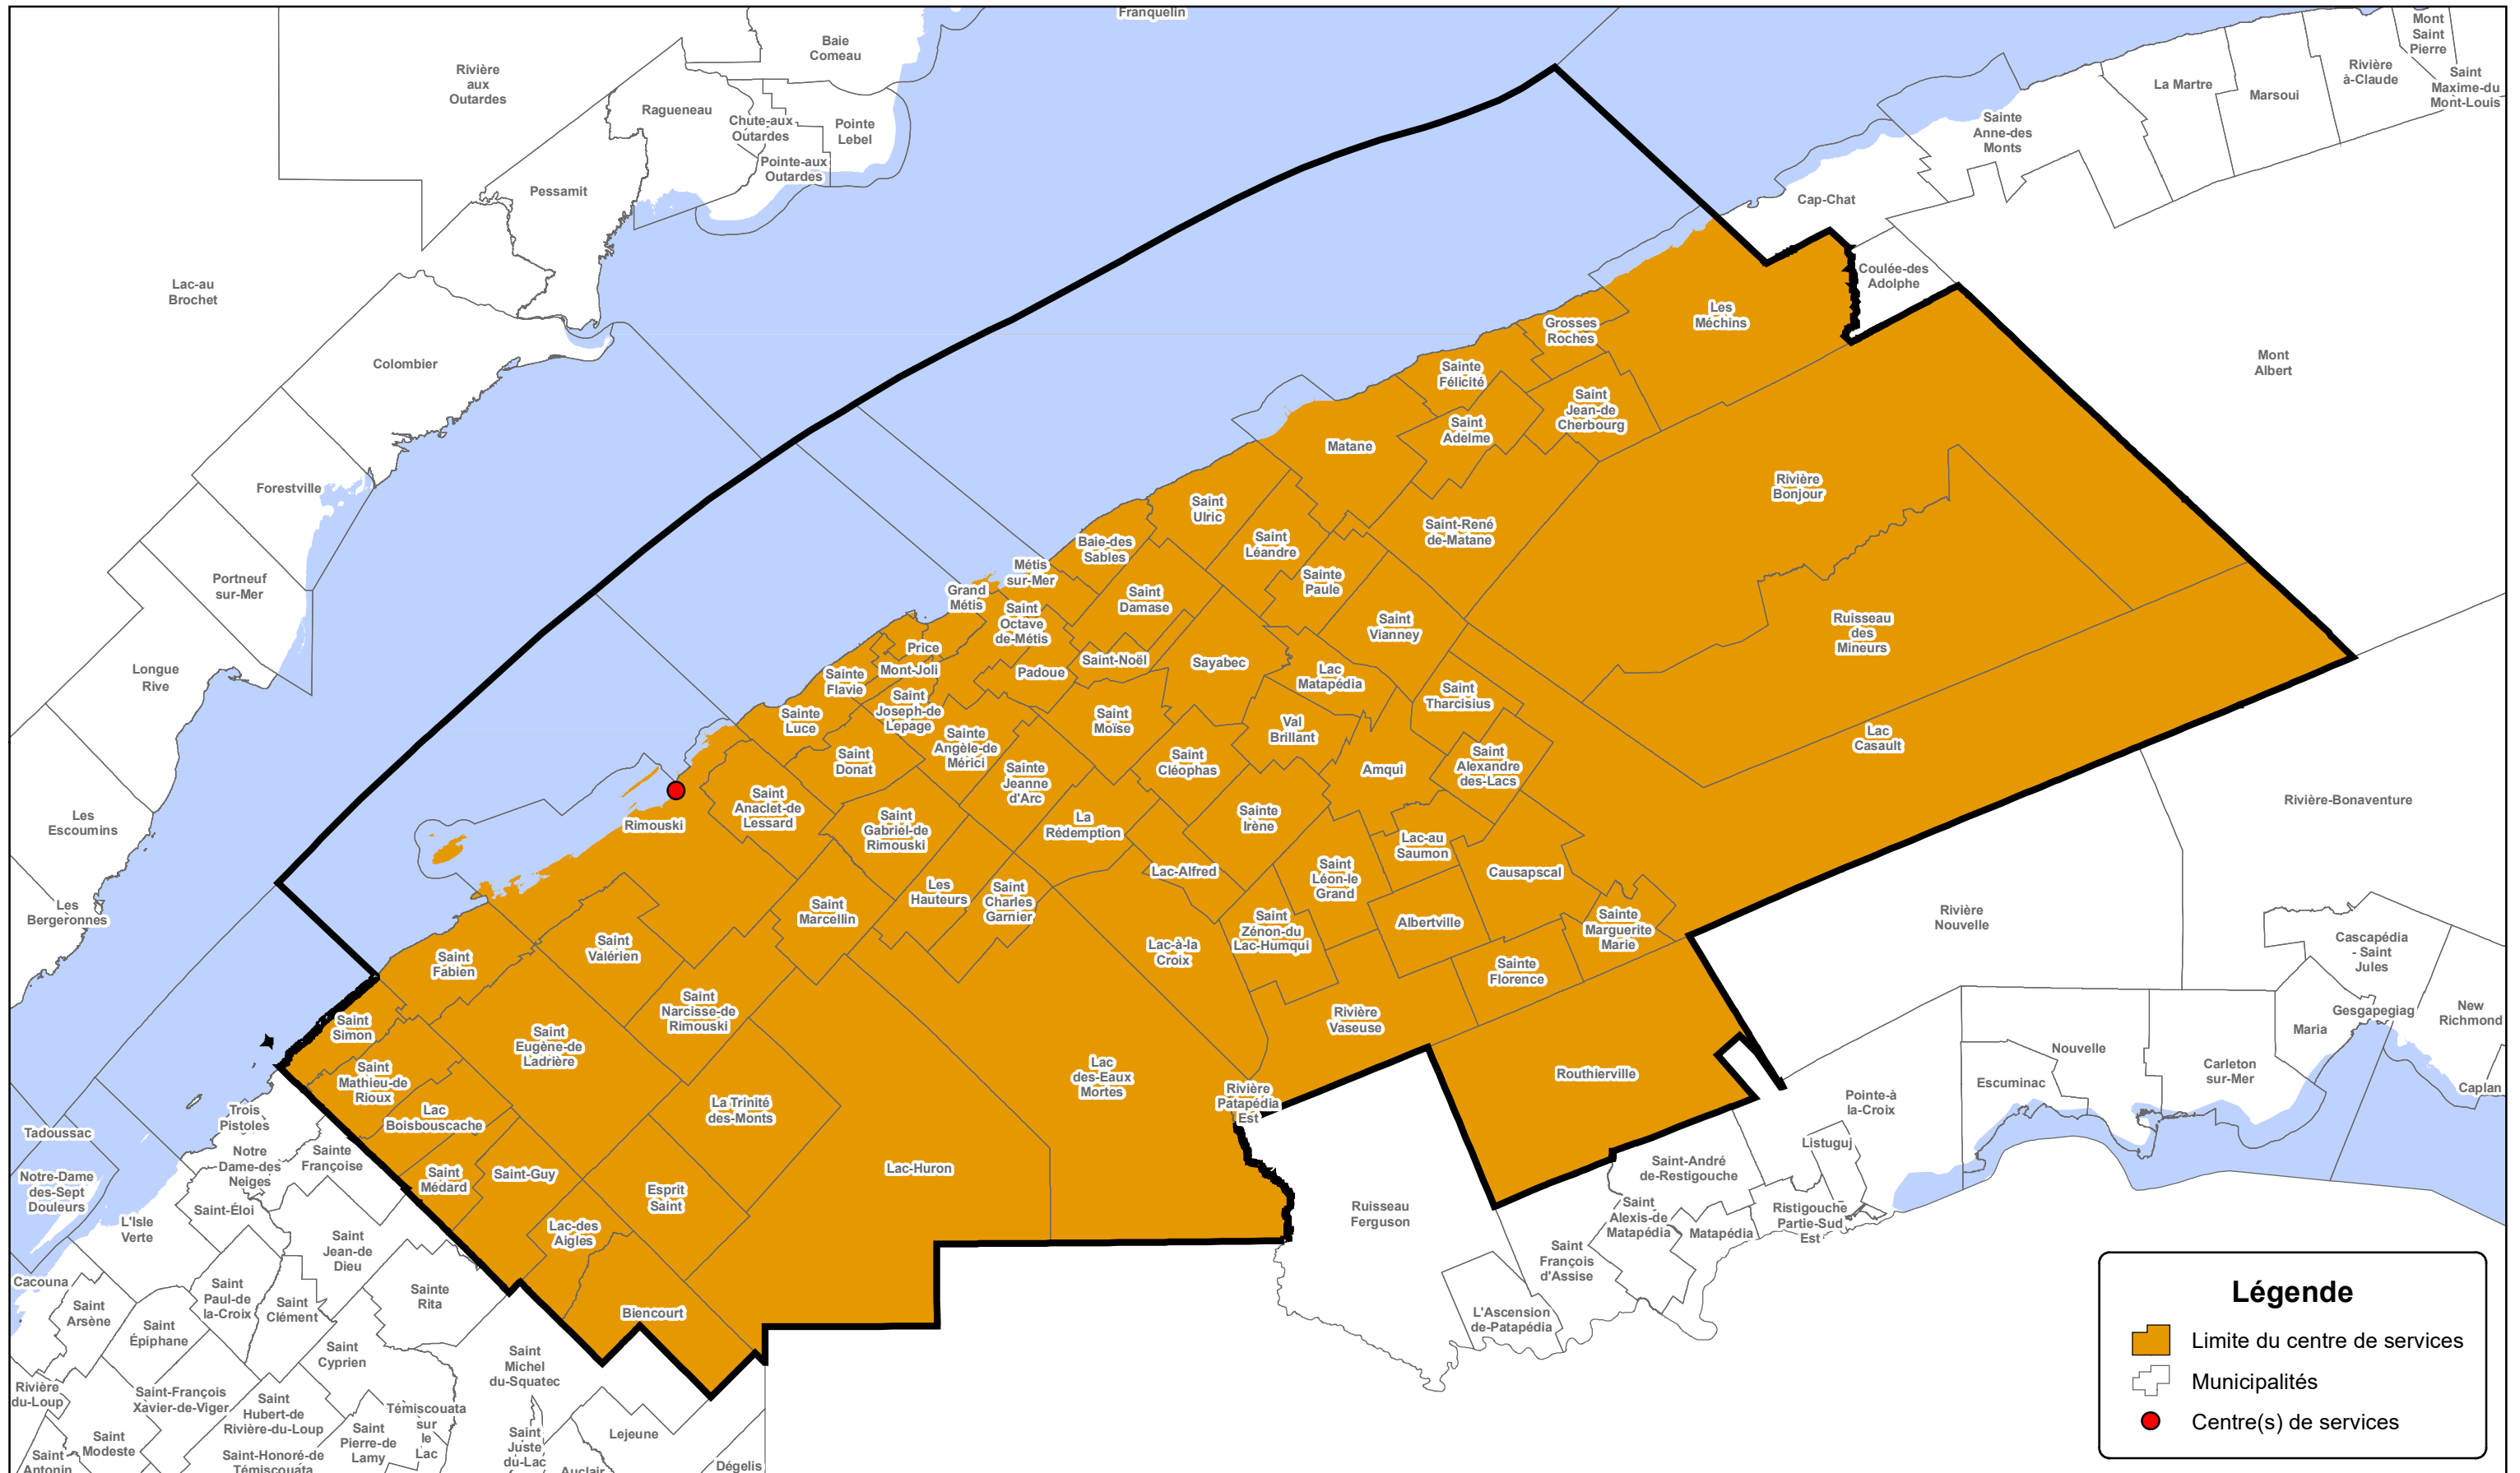 Franquelin
Baie
Comeau
Rivière
aux
Outardes
Ragueneau
Chute-aux
Outardes
Pointe
Lebel
Pointe-aux
Outardes
Pessamit
Lac-au
Brochet
Colombier
Forestville
Portneuf
sur-Mer
Longue
Rive
Les
Escoumins
Les
Bergeronnes
Tadoussac
Notre-Dame
des-Sept
Douleurs
Mont
Saint
Pierre
Rivière
à-Claude
Saint
Maxime-du
Mont-Louis
La Martre
Marsoui
Sainte
Anne-des
Monts
Cap-Chat
Coulée-des
Adolphe
Mont
Albert
Les
Méchins
Grosses
Roches
Sainte
Félicité
Saint
Jean-de
Cherbourg
Saint
Adelme
Matane
Rivière
Bonjour
Saint
Ulric
Saint-René
de-Matane
Saint
Léandre
Baie-des
Sables
Sainte
Paule
Métis
sur-Mer
Grand
Métis
Saint
Damase
Saint
Octave
de-Métis
Saint
Vianney
Ruisseau
des
Mineurs
Price
Mont-Joli
Padoue
Saint-Noël
Sayabec
Lac
Matapédia
Sainte
Flavie
Saint
Tharcisius
Saint
Joseph-de
Lepage
Sainte
Luce
Saint
Moïse
Val
Brillant
Lac
Casault
Sainte
Angèle-de
Mérici
Saint
Donat
Saint
Cléophas
Amqui
Saint
Alexandre
des-Lacs
Sainte
Jeanne
d'Arc
Saint
Anaclet-de
Lessard
Rimouski
Saint
Gabriel-de
Rimouski
La
Rédemption
Sainte
Irène
Lac-au
Saumon
Lac-Alfred
Saint
Léon-le
Grand
Causapscal
Les
Hauteurs
Saint
Charles
Garnier
Saint
Marcellin
Saint
Zénon-du
Lac-Humqui
Albertville
Sainte
Marguerite
Marie
Saint
Valérien
Saint
Fabien
Lac-à-la
Croix
Sainte
Florence
Saint
Narcisse-de
Rimouski
Rivière
Vaseuse
Saint
Simon
Saint
Eugène-de
Ladrière
Saint
Mathieu-de
Rioux
Lac
des-Eaux
Mortes
Routhierville
Lac
Boisbouscache
La Trinité
des-Monts
Rivière
Patapédia
Est
Saint
Médard
Saint-Guy
Esprit
Saint
Lac-Huron
Lac-des
Aigles
Biencourt
Rivière-Bonaventure
Rivière
Nouvelle
Cascapédia
- Saint
Jules
Gesgapegiag
New
Richmond
Maria
Caplan
Nouvelle
Carleton
sur-Mer
Escuminac
Pointe-à
la-Croix
Listuguj
Saint-André
de-Restigouche
Ristigouche
Partie-Sud
Est
Saint
Alexis-de
Matapédia
Matapédia
Ruisseau
Ferguson
Saint
François
d'Assise
L'Ascension
de-Patapédia
Trois
Pistoles
Notre
Dame-des
Neiges
Sainte
Françoise
Saint-Éloi
L'Isle
Verte
Saint
Jean-de
Dieu
Cacouna
Saint
Arsène
Saint
Paul-de
la-Croix
Saint
Clément
Sainte
Rita
Saint
Épiphane
Saint
Cyprien
Saint
Michel
du-Squatec
Rivière
du-Loup
Saint-François
Xavier-de-Viger
Saint
Hubert-de
Rivière-du-Loup
Témiscouata
sur
le
Lac
Saint
Modeste
Saint
Pierre-de
Lamy
Saint
Juste
du-Lac
Lejeune
Saint
Antonin
Saint-Honoré-de
Témiscouata
Auclair
Dégelis
Légende
Limite du centre de services
Municipalités
Centre(s) de services